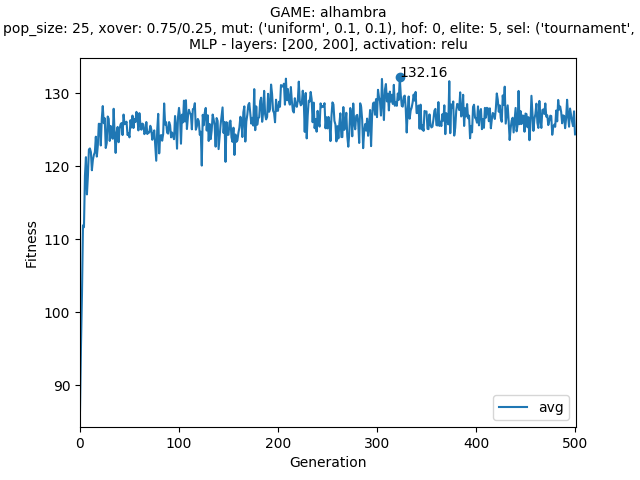 GAME: alhambra
pop_size: 25, xover: 0.75/0.25, mut: ('uniform', 0.1, 0.1), hof: 0, elite: 5, sel: ('tournament',
MLP - layers: [200, 200], activation: relu
132.16
130
120
110
100
90
Fitness
avg
0 100 200 300 400 500
Generation